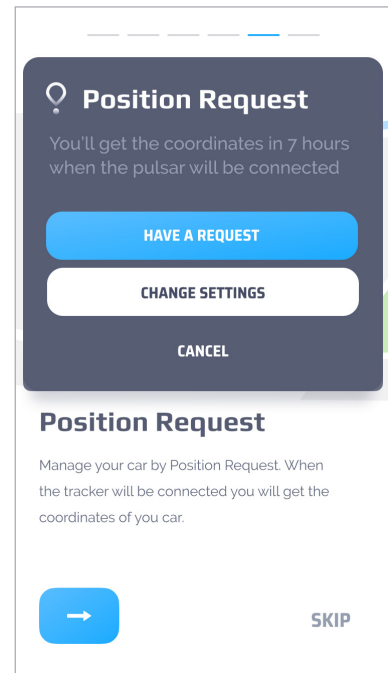 Position Request
You'll get the coordinates in 7 hours
when the pulsar will be connected
HAVE A REQUEST
CHANGE SETTINGS
CANCEL
Position Request
Manage your car by Position Request. When
the tracker will be connected you will get the
coordinates of you car.
SKIP